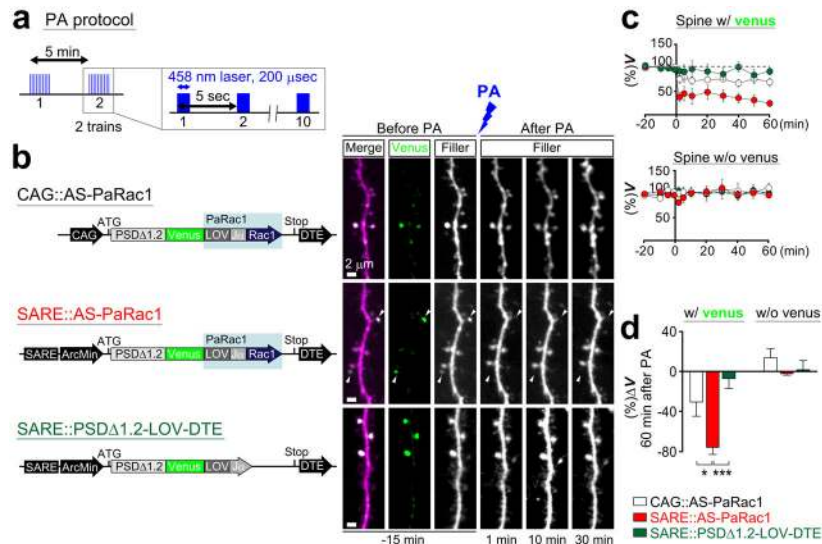 a PA protocol
5 min
1
2
2 trains
458 nm laser, 200 µsec
5 sec
1
2
10
PA
Before PA
After PA
Merge
Venus
Filler
Filler
b
CAG::AS-PaRac1
ATG
PaRac1
Stop
CAG
PSDΔ1.2
Venus
LOV
Jα
Rac1
DTE
2 µm
SARE::AS-PaRac1
ATG
PaRac1
Stop
SARE
ArcMin
PSDΔ1.2
Venus
LOV
Jα
Rac1
DTE
SARE::PSDΔ1.2-LOV-DTE
ATG
Stop
SARE
ArcMin
PSDΔ1.2
Venus
LOV
Jα
DTE
-15 min
1 min
10 min
30 min
c
Spine w/ venus
(%)V
150
100
50
-20 0 20 40 60 (min)
Spine w/o venus
(%)V
150
100
50
-20 0 20 40 60 (min)
d
w/ venus
w/o venus
(%)ΔV
60 min after PA
40
0
-40
-80
* ***
CAG::AS-PaRac1
SARE::AS-PaRac1
SARE::PSDΔ1.2-LOV-DTE